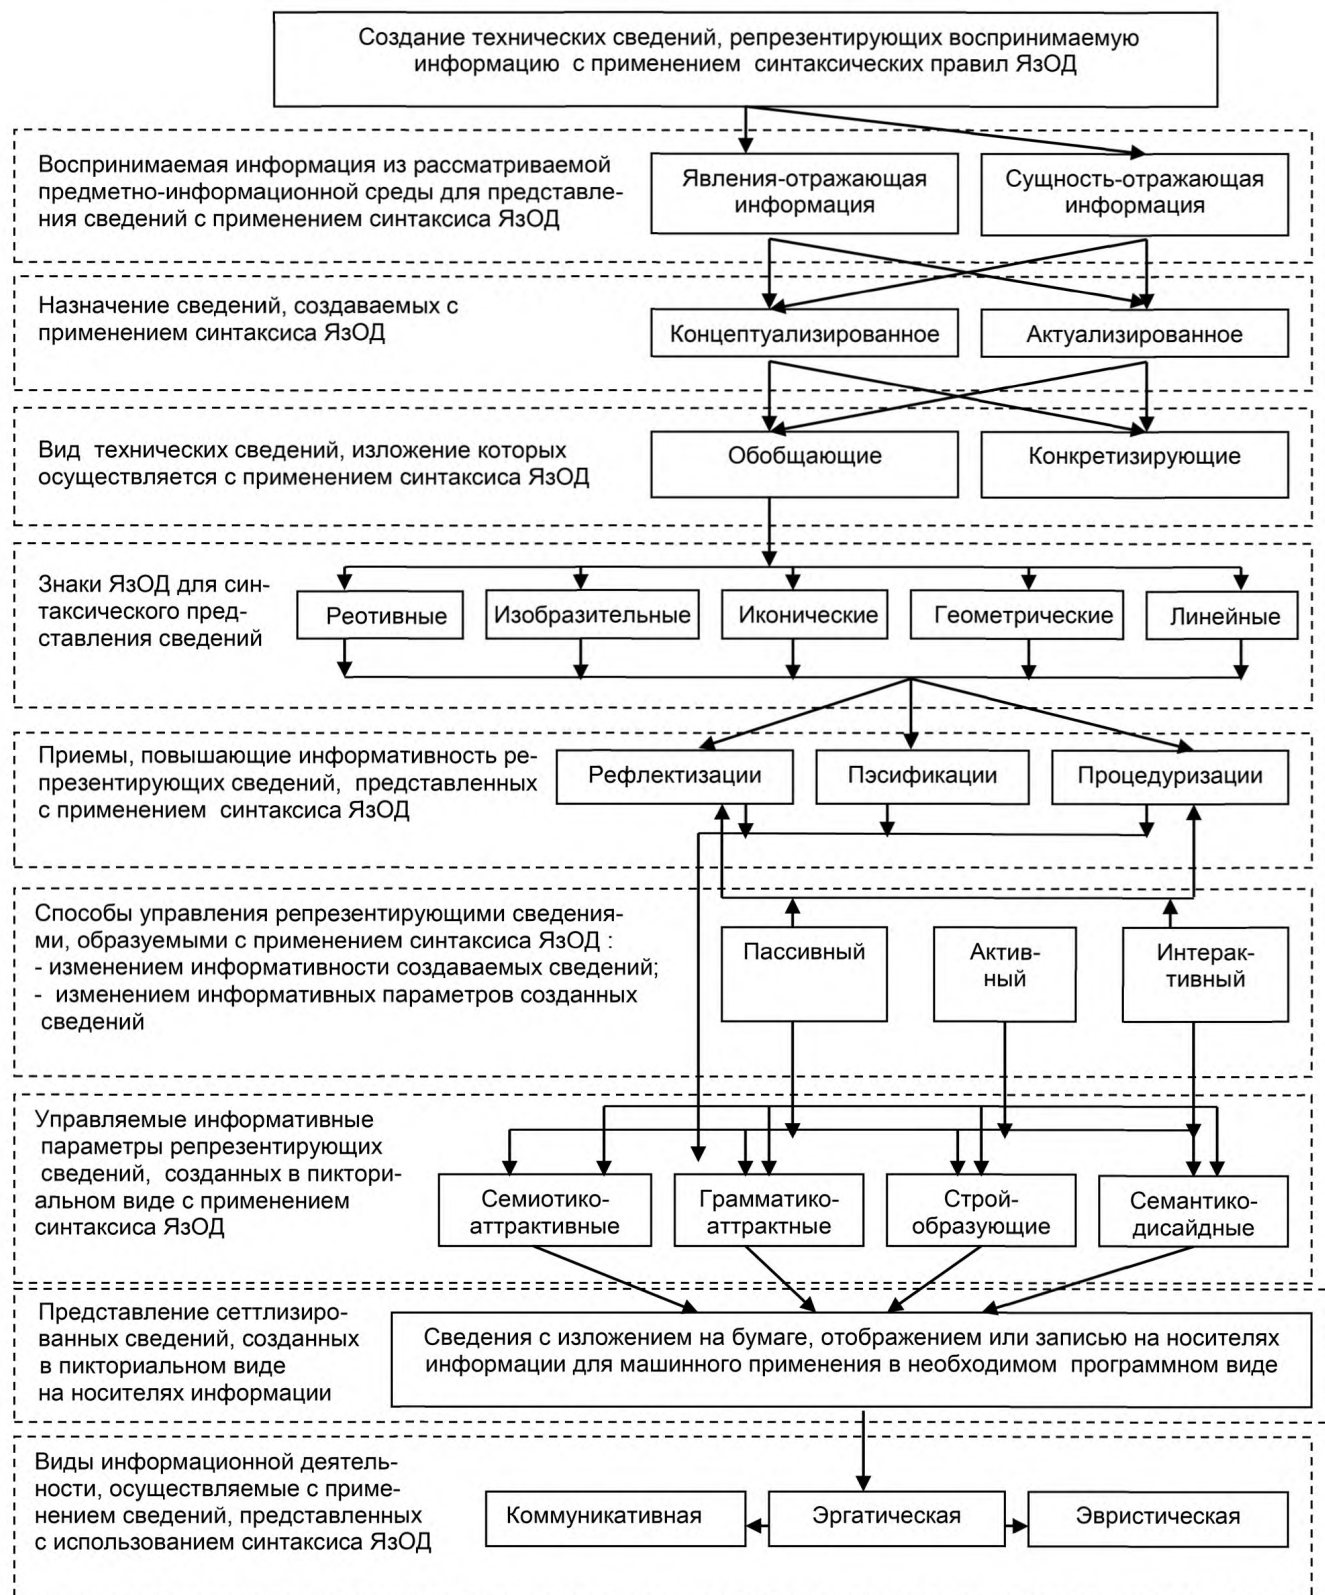 Создание технических сведений, репрезентирующих воспринимаемую
информацию с применением синтаксических правил ЯзОД
Воспринимаемая информация из рассматриваемой
предметно-информационной среды для представле-
ния сведений с применением синтаксиса ЯзОД
Явления-отражающая
информация
Сущность-отражающая
информация
Назначение сведений, создаваемых с
применением синтаксиса ЯзОД
Концептуализированное
Актуализированное
Вид технических сведений, изложение которых
осуществляется с применением синтаксиса ЯзОД
Обобщающие
Конкретизирующие
Знаки ЯзОД для син-
таксического пред-
ставления сведений
Реотивные
Изобразительные
Иконические
Геометрические
Линейные
Приемы, повышающие информативность ре-
презентирующих сведений, представленных
с применением синтаксиса ЯзОД
Рефлектизации
Пэсификации
Процедуризации
Способы управления репрезентирующими сведения-
ми, образуемыми с применением синтаксиса ЯзОД :
- изменением информативности создаваемых сведений;
- изменением информативных параметров созданных
сведений
Пассивный
Актив-
ный
Интерак-
тивный
Управляемые информативные
параметры репрезентирующих
сведений, созданных в пиктори-
альном виде с применением
синтаксиса ЯзОД
Семиотико-
аттрактивные
Грамматико-
аттрактные
Строй-
образующие
Семантико-
дисайдные
Представление сеттлизиро-
ванных сведений, созданных
в пикториальном виде
на носителях информации
Сведения с изложением на бумаге, отображением или записью на носителях
информации для машинного применения в необходимом программном виде
Виды информационной деятель-
ности, осуществляемые с приме-
нением сведений, представленных
с использованием синтаксиса ЯзОД
Коммуникативная
Эргатическая
Эвристическая